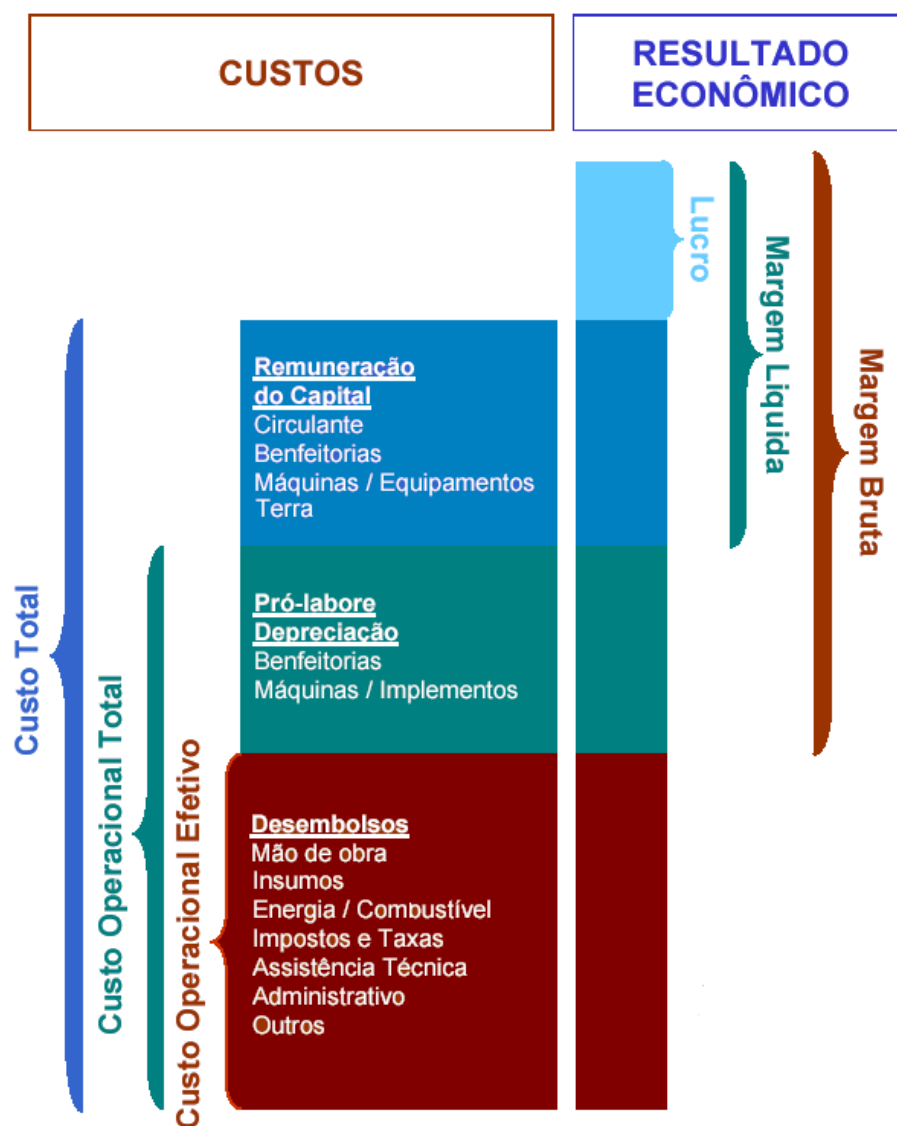 CUSTOS
RESULTADO
ECONÔMICO
Lucro
Margem Liquida
Margem Bruta
Remuneração
do Capital
Circulante
Benfeitorias
Máquinas / Equipamentos
Terra
Pró-labore
Depreciação
Benfeitorias
Máquinas / Implementos
Desembolsos
Mão de obra
Insumos
Energia / Combustível
Impostos e Taxas
Assistência Técnica
Administrativo
Outros
Custo Total
Custo Operacional Total
Custo Operacional Efetivo